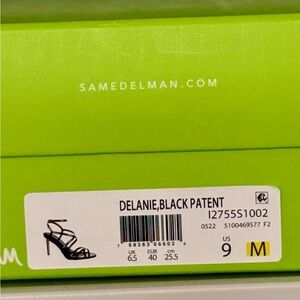 SAMEDELMAN.COM
DELANIE,BLACK PATENT
I2755S1002
0522 5100469577 F2
UK EUR cm
6.5 40 25.5
US
9 M